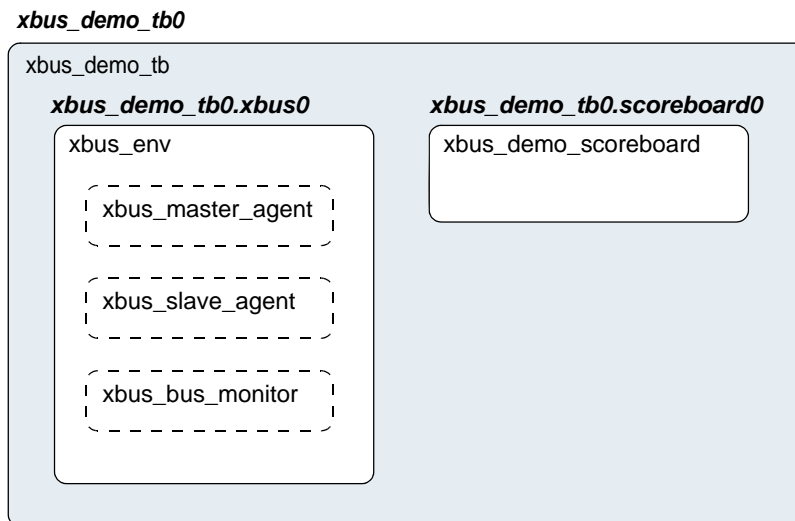 xbus_demo_tb0
xbus_demo_tb
xbus_demo_tb0.xbus0
xbus_demo_tb0.scoreboard0
xbus_env
xbus_demo_scoreboard
xbus_master_agent
xbus_slave_agent
xbus_bus_monitor